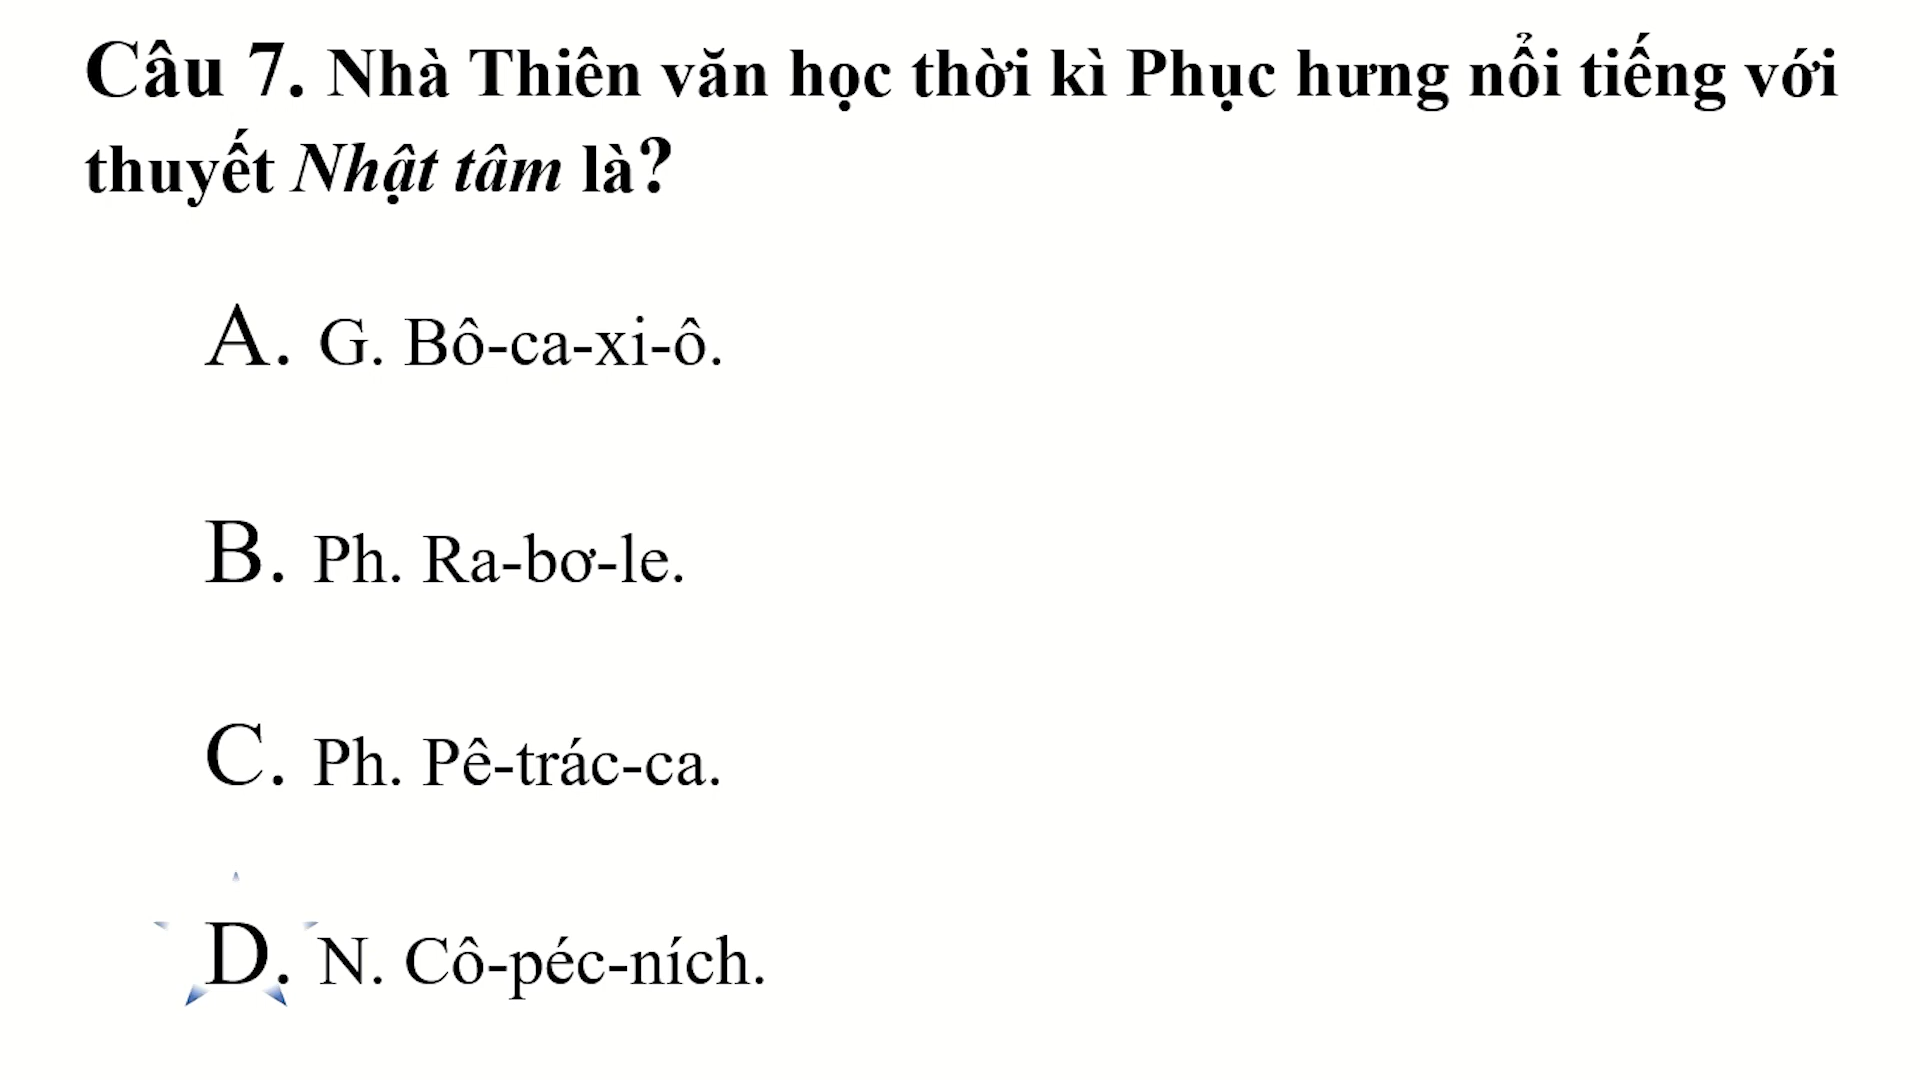 Câu 7. Nhà Thiên văn học thời kì Phục hưng nổi tiếng với
thuyết Nhật tâm là?
A. G. Bô-ca-xi-ô.
B. Ph. Ra-bơ-le.
C. Ph. Pê-trác-ca.
D. N. Cô-péc-ních.